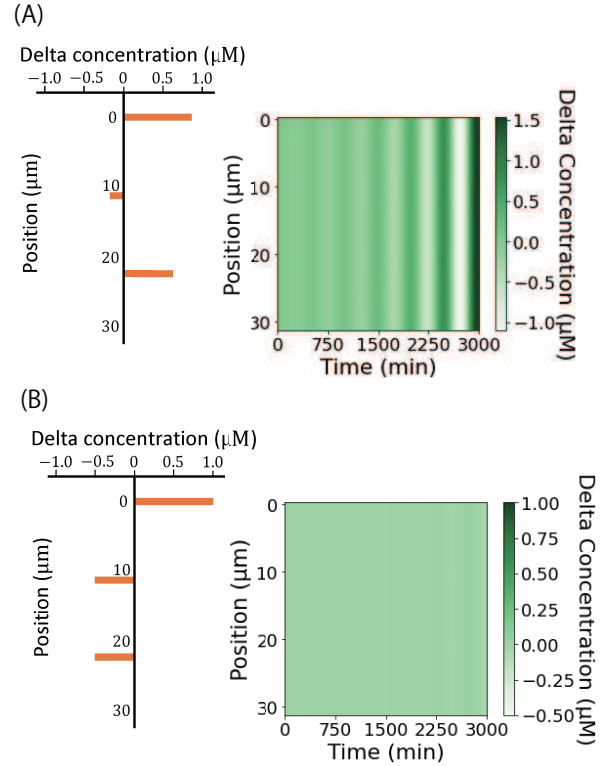 (A)
Delta concentration (µM)
−1.0 −0.5 0 0.5 1.0
0
10
20
30
Position (µm)
0
10
20
30
Position (µm)
0 750 1500 2250 3000
Time (min)
1.5
1.0
0.5
0.0
−0.5
−1.0
Delta Concentration (µM)
(B)
Delta concentration (µM)
−1.0 −0.5 0 0.5 1.0
0
10
20
30
Position (µm)
0
10
20
30
Position (µm)
0 750 1500 2250 3000
Time (min)
1.00
0.75
0.50
0.25
0.00
−0.25
−0.50
Delta Concentration (µM)